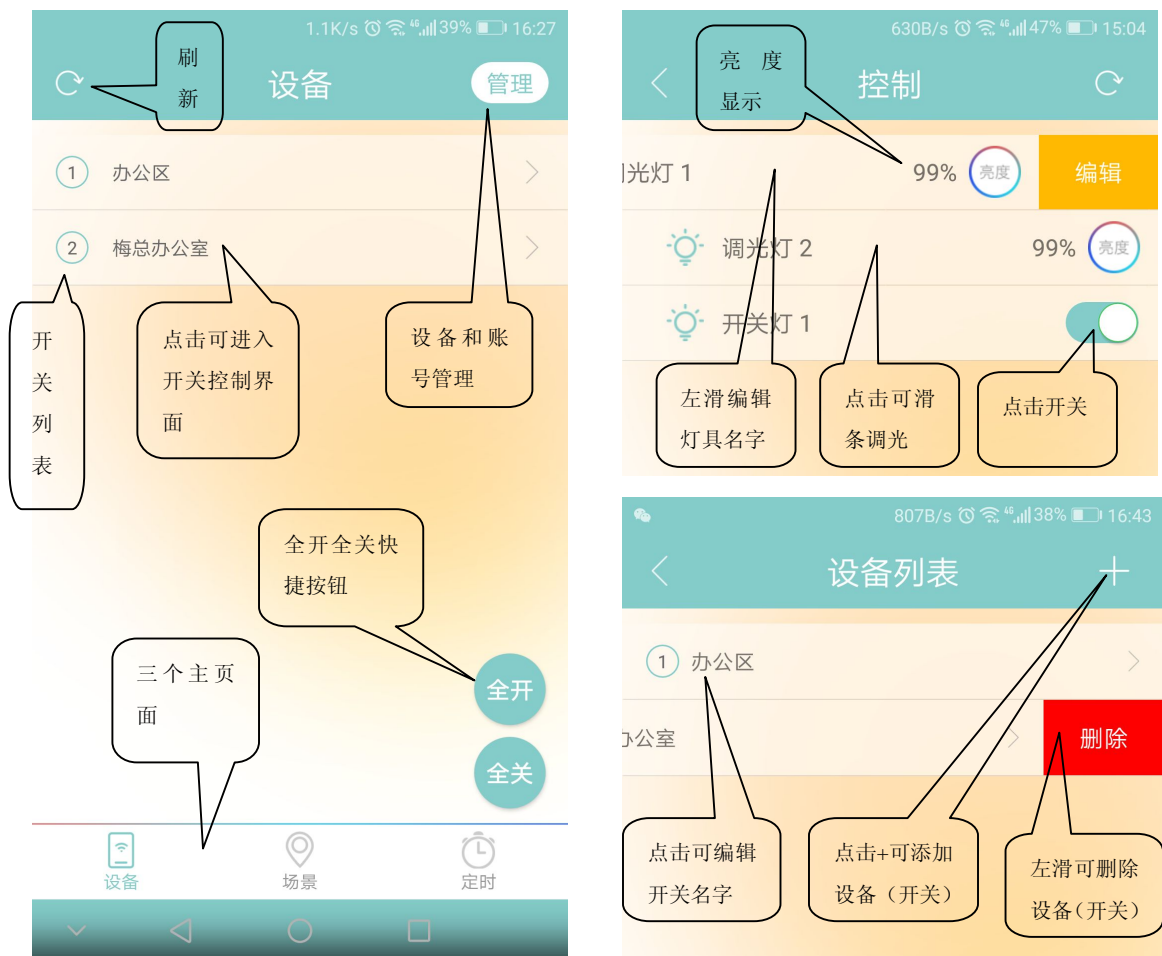 1.1K/s 46 39% 16:27
刷
新
设备
管理
1 办公区
2 梅总办公室
开
关
列
表
点击可进入
开关控制界
面
设备和账
号管理
全开全关快
捷按钮
三个主页
面
全开
全关
设备
场景
定时
630B/s 46 47% 15:04
亮度
显示
控制
光灯 1
99%
亮度
编辑
调光灯 2
99%
亮度
开关灯 1
左滑编辑
灯具名字
点击可滑
条调光
点击开关
807B/s 46 38% 16:43
设备列表
1 办公区
办公室
删除
点击可编辑
开关名字
点击+可添加
设备（开关）
左滑可删除
设备（开关）